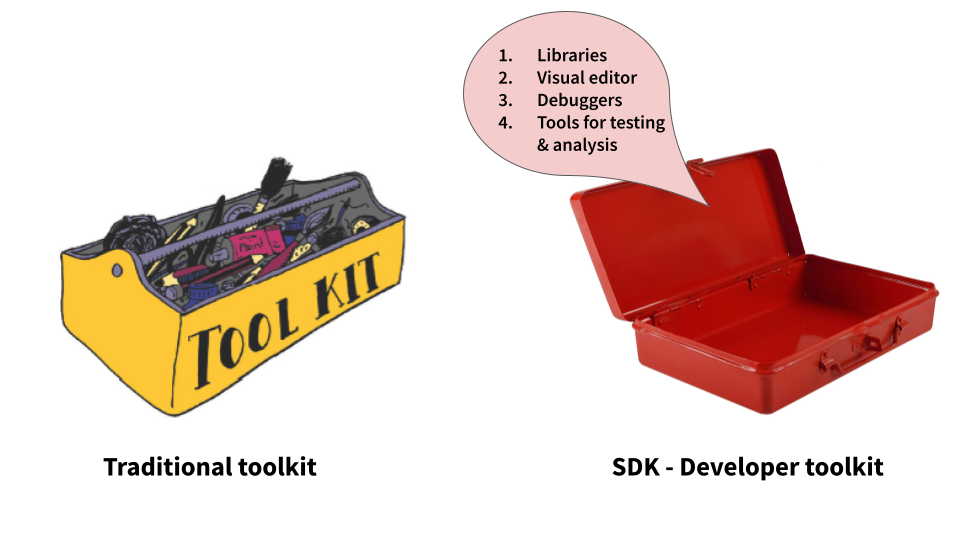 1. Libraries
2. Visual editor
3. Debuggers
4. Tools for testing
& analysis
Paint
TOOL KIT
Traditional toolkit
SDK - Developer toolkit